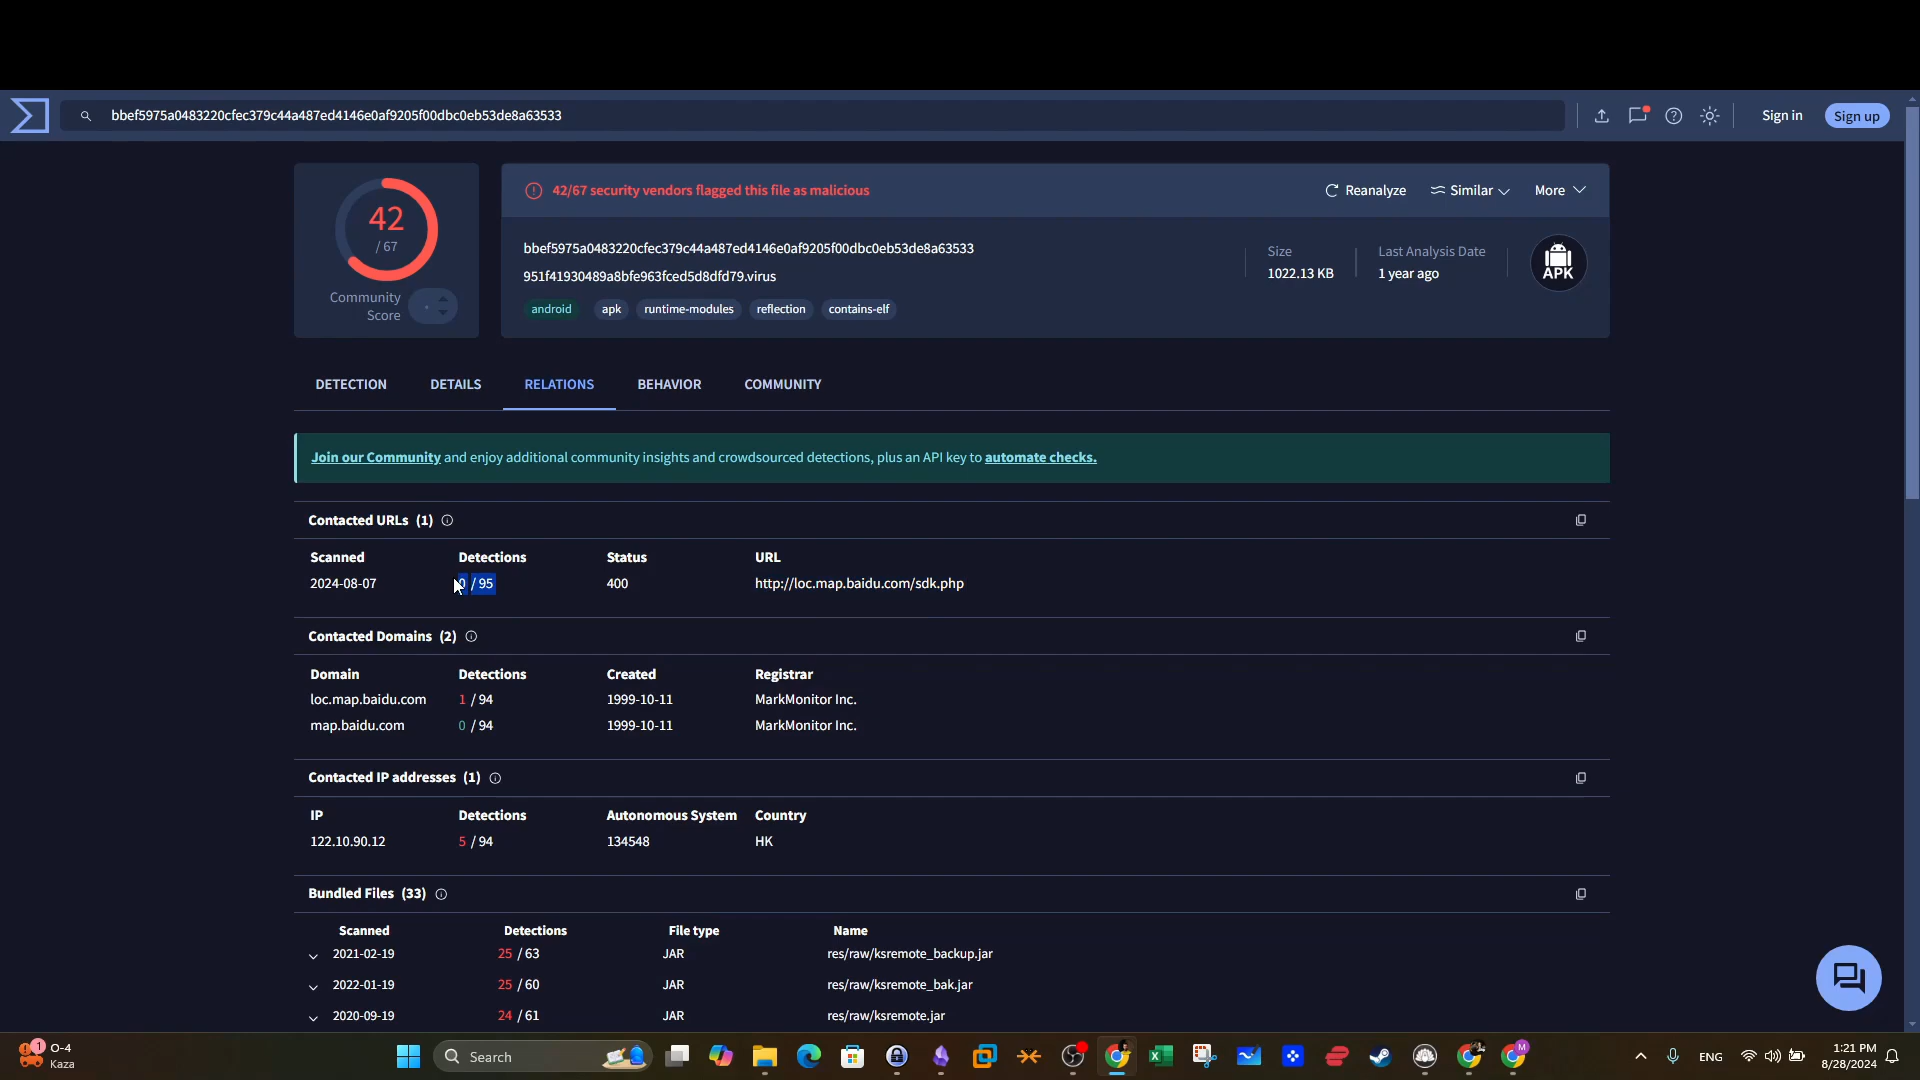 bbef5975a0483220cfec379c44a487ed4146e0af9205f00dbc0eb53de8a63533
Sign in
Sign up
42
/ 67
Community
Score
42/67 security vendors flagged this file as malicious
Reanalyze
Similar
More
bbef5975a0483220cfec379c44a487ed4146e0af9205f00dbc0eb53de8a63533
951f41930489a8bfe963fced5d8dfd79.virus
android apk runtime-modules reflection contains-elf
Size
1022.13 KB
Last Analysis Date
1 year ago
APK
DETECTION DETAILS RELATIONS BEHAVIOR COMMUNITY
Join our Community and enjoy additional community insights and crowdsourced detections, plus an API key to automate checks.
Contacted URLs (1)
Scanned Detections Status URL
2024-08-07 0 / 95 400 http://loc.map.baidu.com/sdk.php
Contacted Domains (2)
Domain Detections Created Registrar
loc.map.baidu.com 1 / 94 1999-10-11 MarkMonitor Inc.
map.baidu.com 0 / 94 1999-10-11 MarkMonitor Inc.
Contacted IP addresses (1)
IP Detections Autonomous System Country
122.10.90.12 5 / 94 134548 HK
Bundled Files (33)
Scanned Detections File type Name
2021-02-19 25 / 63 JAR res/raw/ksremote_backup.jar
2022-01-19 25 / 60 JAR res/raw/ksremote_bak.jar
2020-09-19 24 / 61 JAR res/raw/ksremote.jar
1
O-4
Kaza
Search
M
ENG
1:21 PM
8/28/2024